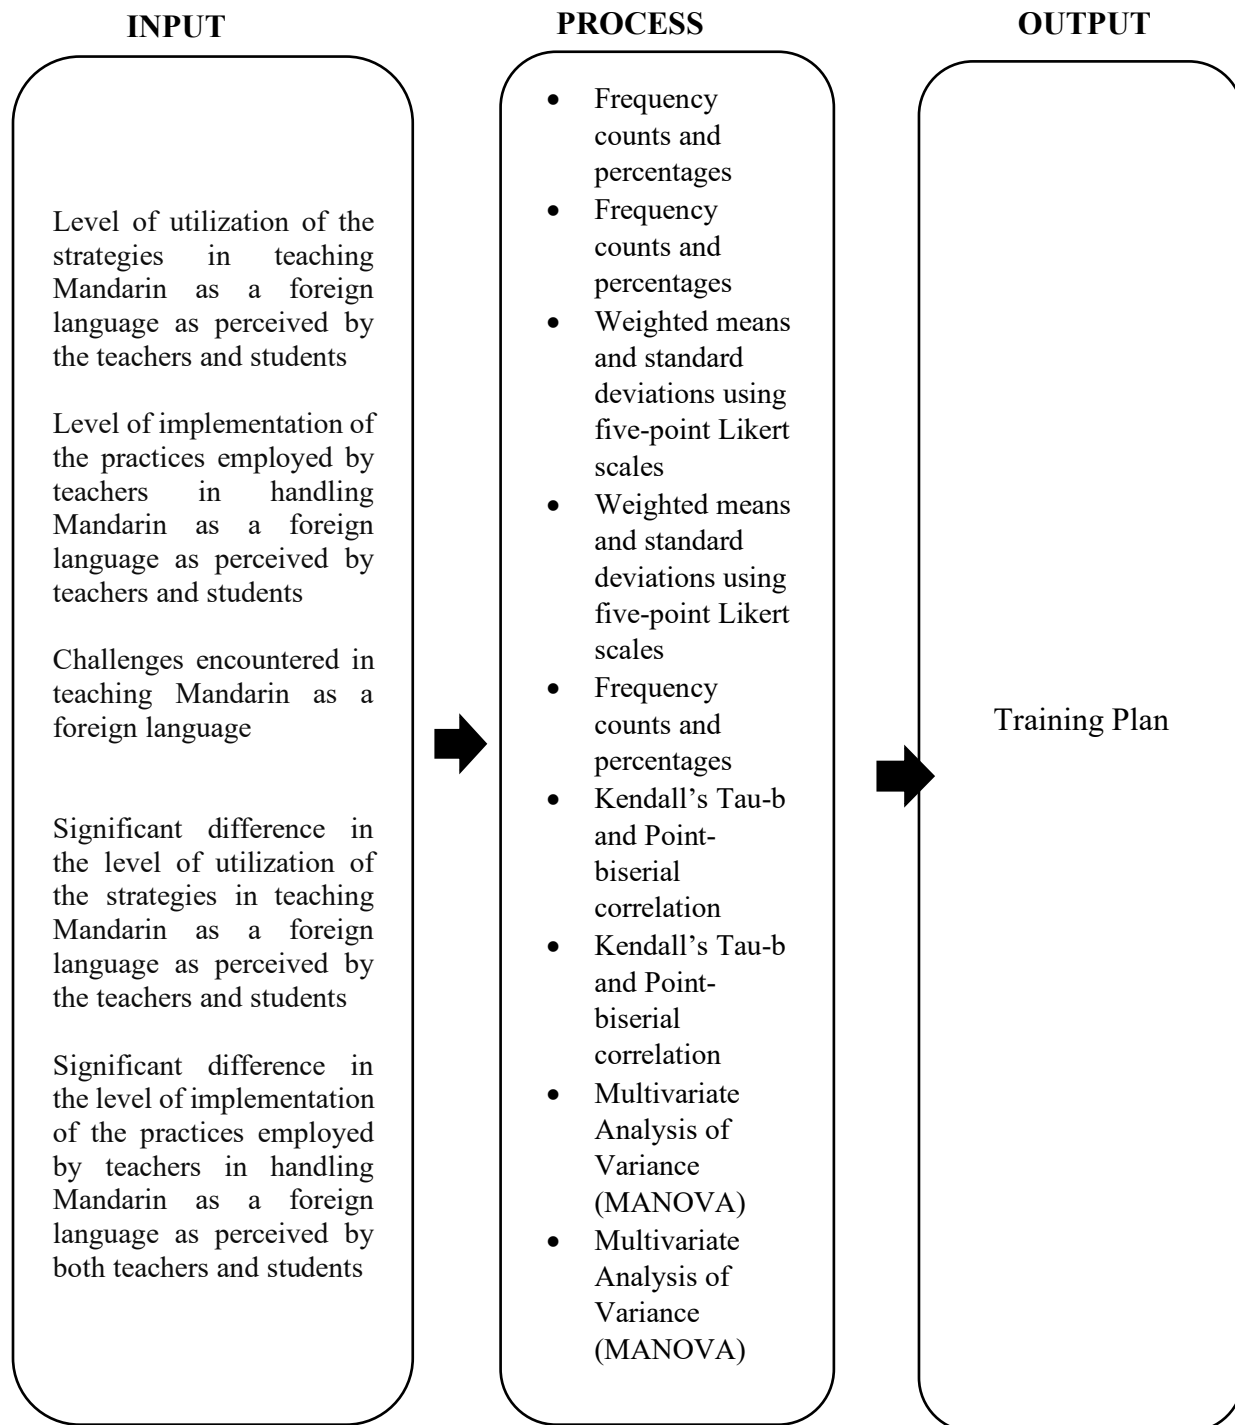 INPUT
PROCESS
OUTPUT
Level of utilization of the
strategies in teaching
Mandarin as a foreign
language as perceived by
the teachers and students
Level of implementation of
the practices employed by
teachers in handling
Mandarin as a foreign
language as perceived by
teachers and students
Challenges encountered in
teaching Mandarin as a
foreign language
Significant difference in
the level of utilization of
the strategies in teaching
Mandarin as a foreign
language as perceived by
the teachers and students
Significant difference in
the level of implementation
of the practices employed
by teachers in handling
Mandarin as a foreign
language as perceived by
both teachers and students
• Frequency
counts and
percentages
• Frequency
counts and
percentages
• Weighted means
and standard
deviations using
five-point Likert
scales
• Weighted means
and standard
deviations using
five-point Likert
scales
• Frequency
counts and
percentages
• Kendall’s Tau-b
and Point-
biserial
correlation
• Kendall’s Tau-b
and Point-
biserial
correlation
• Multivariate
Analysis of
Variance
(MANOVA)
• Multivariate
Analysis of
Variance
(MANOVA)
Training Plan